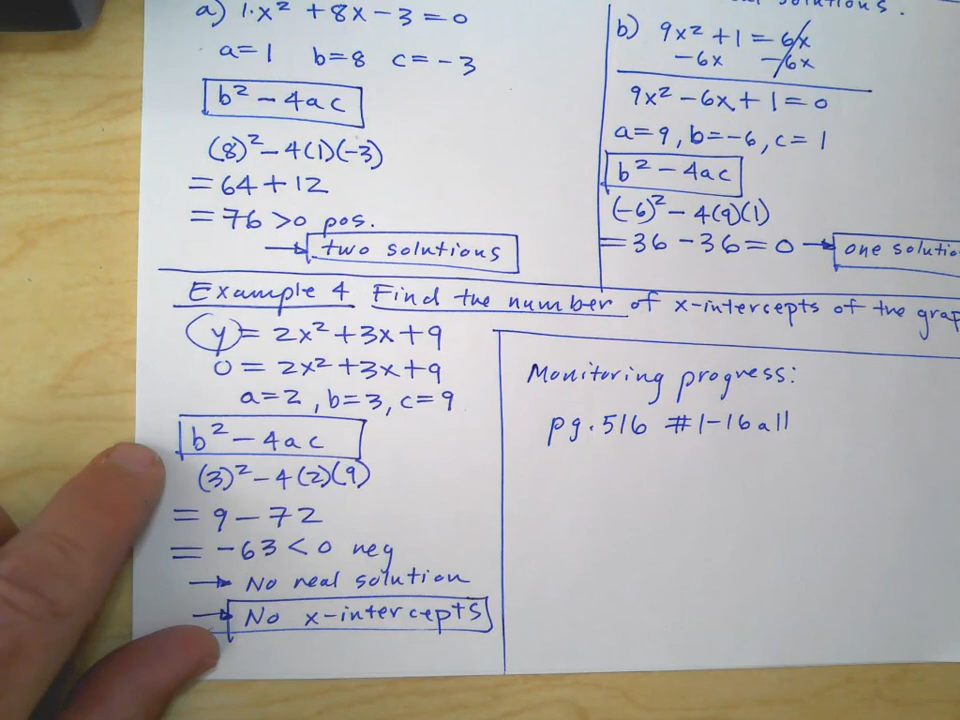 solutions.
a) 1·x² + 8x - 3 = 0
a=1 b=8 c=-3
b² - 4ac
(8)² - 4(1)(-3)
= 64 + 12
= 76 >0 pos.
→ two solutions
b) 9x² + 1 = 6x
-6x -6x
9x² - 6x + 1 = 0
a=9, b=-6, c=1
b² - 4ac
(-6)² - 4(9)(1)
= 36 - 36 = 0 → one solutio
Example 4 Find the number of x-intercepts of the grap
y = 2x² + 3x + 9
0 = 2x² + 3x + 9
a=2, b=3, c=9
b² - 4ac
(3)² - 4(2)(9)
= 9 - 72
= -63 < 0 neg
→ No real solution
→ No x-intercepts
Monitoring progress:
pg. 516 #1-16 all